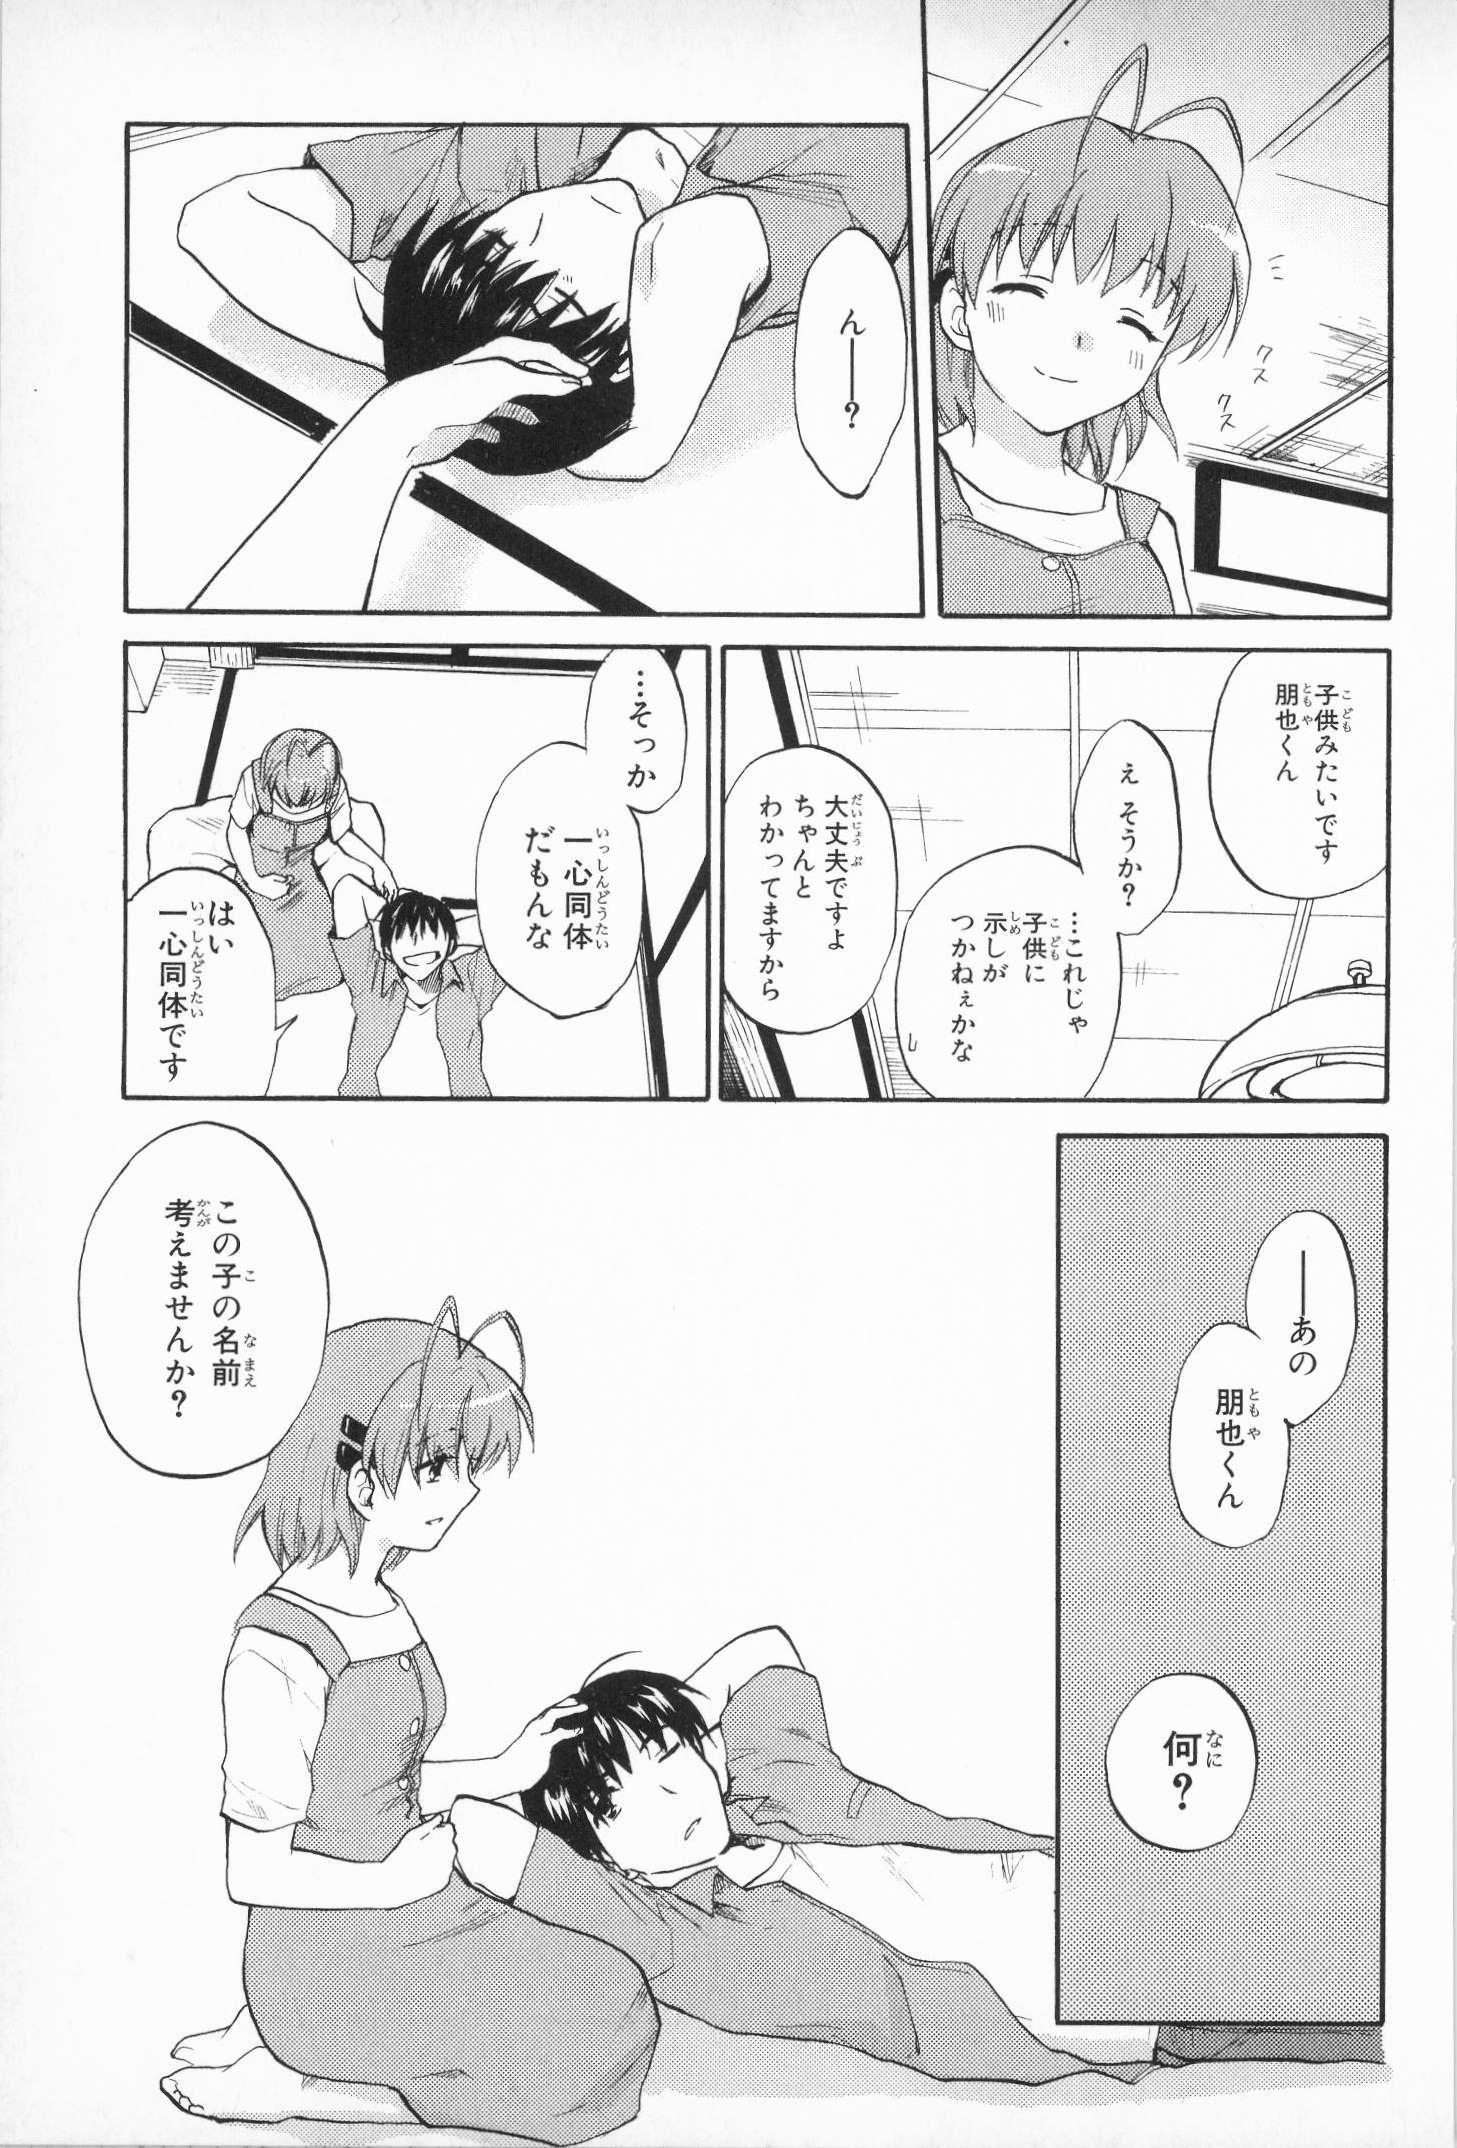 クス
クス
ん――?
子供みたいです
朋也くん
え そうか?
…これじゃ
子供に
示しが
つかねぇかな
大丈夫ですよ
ちゃんと
わかってますから
…そっか
一心同体
だもんな
はい
一心同体です
――あの
朋也くん
何?
この子の名前
考えませんか?